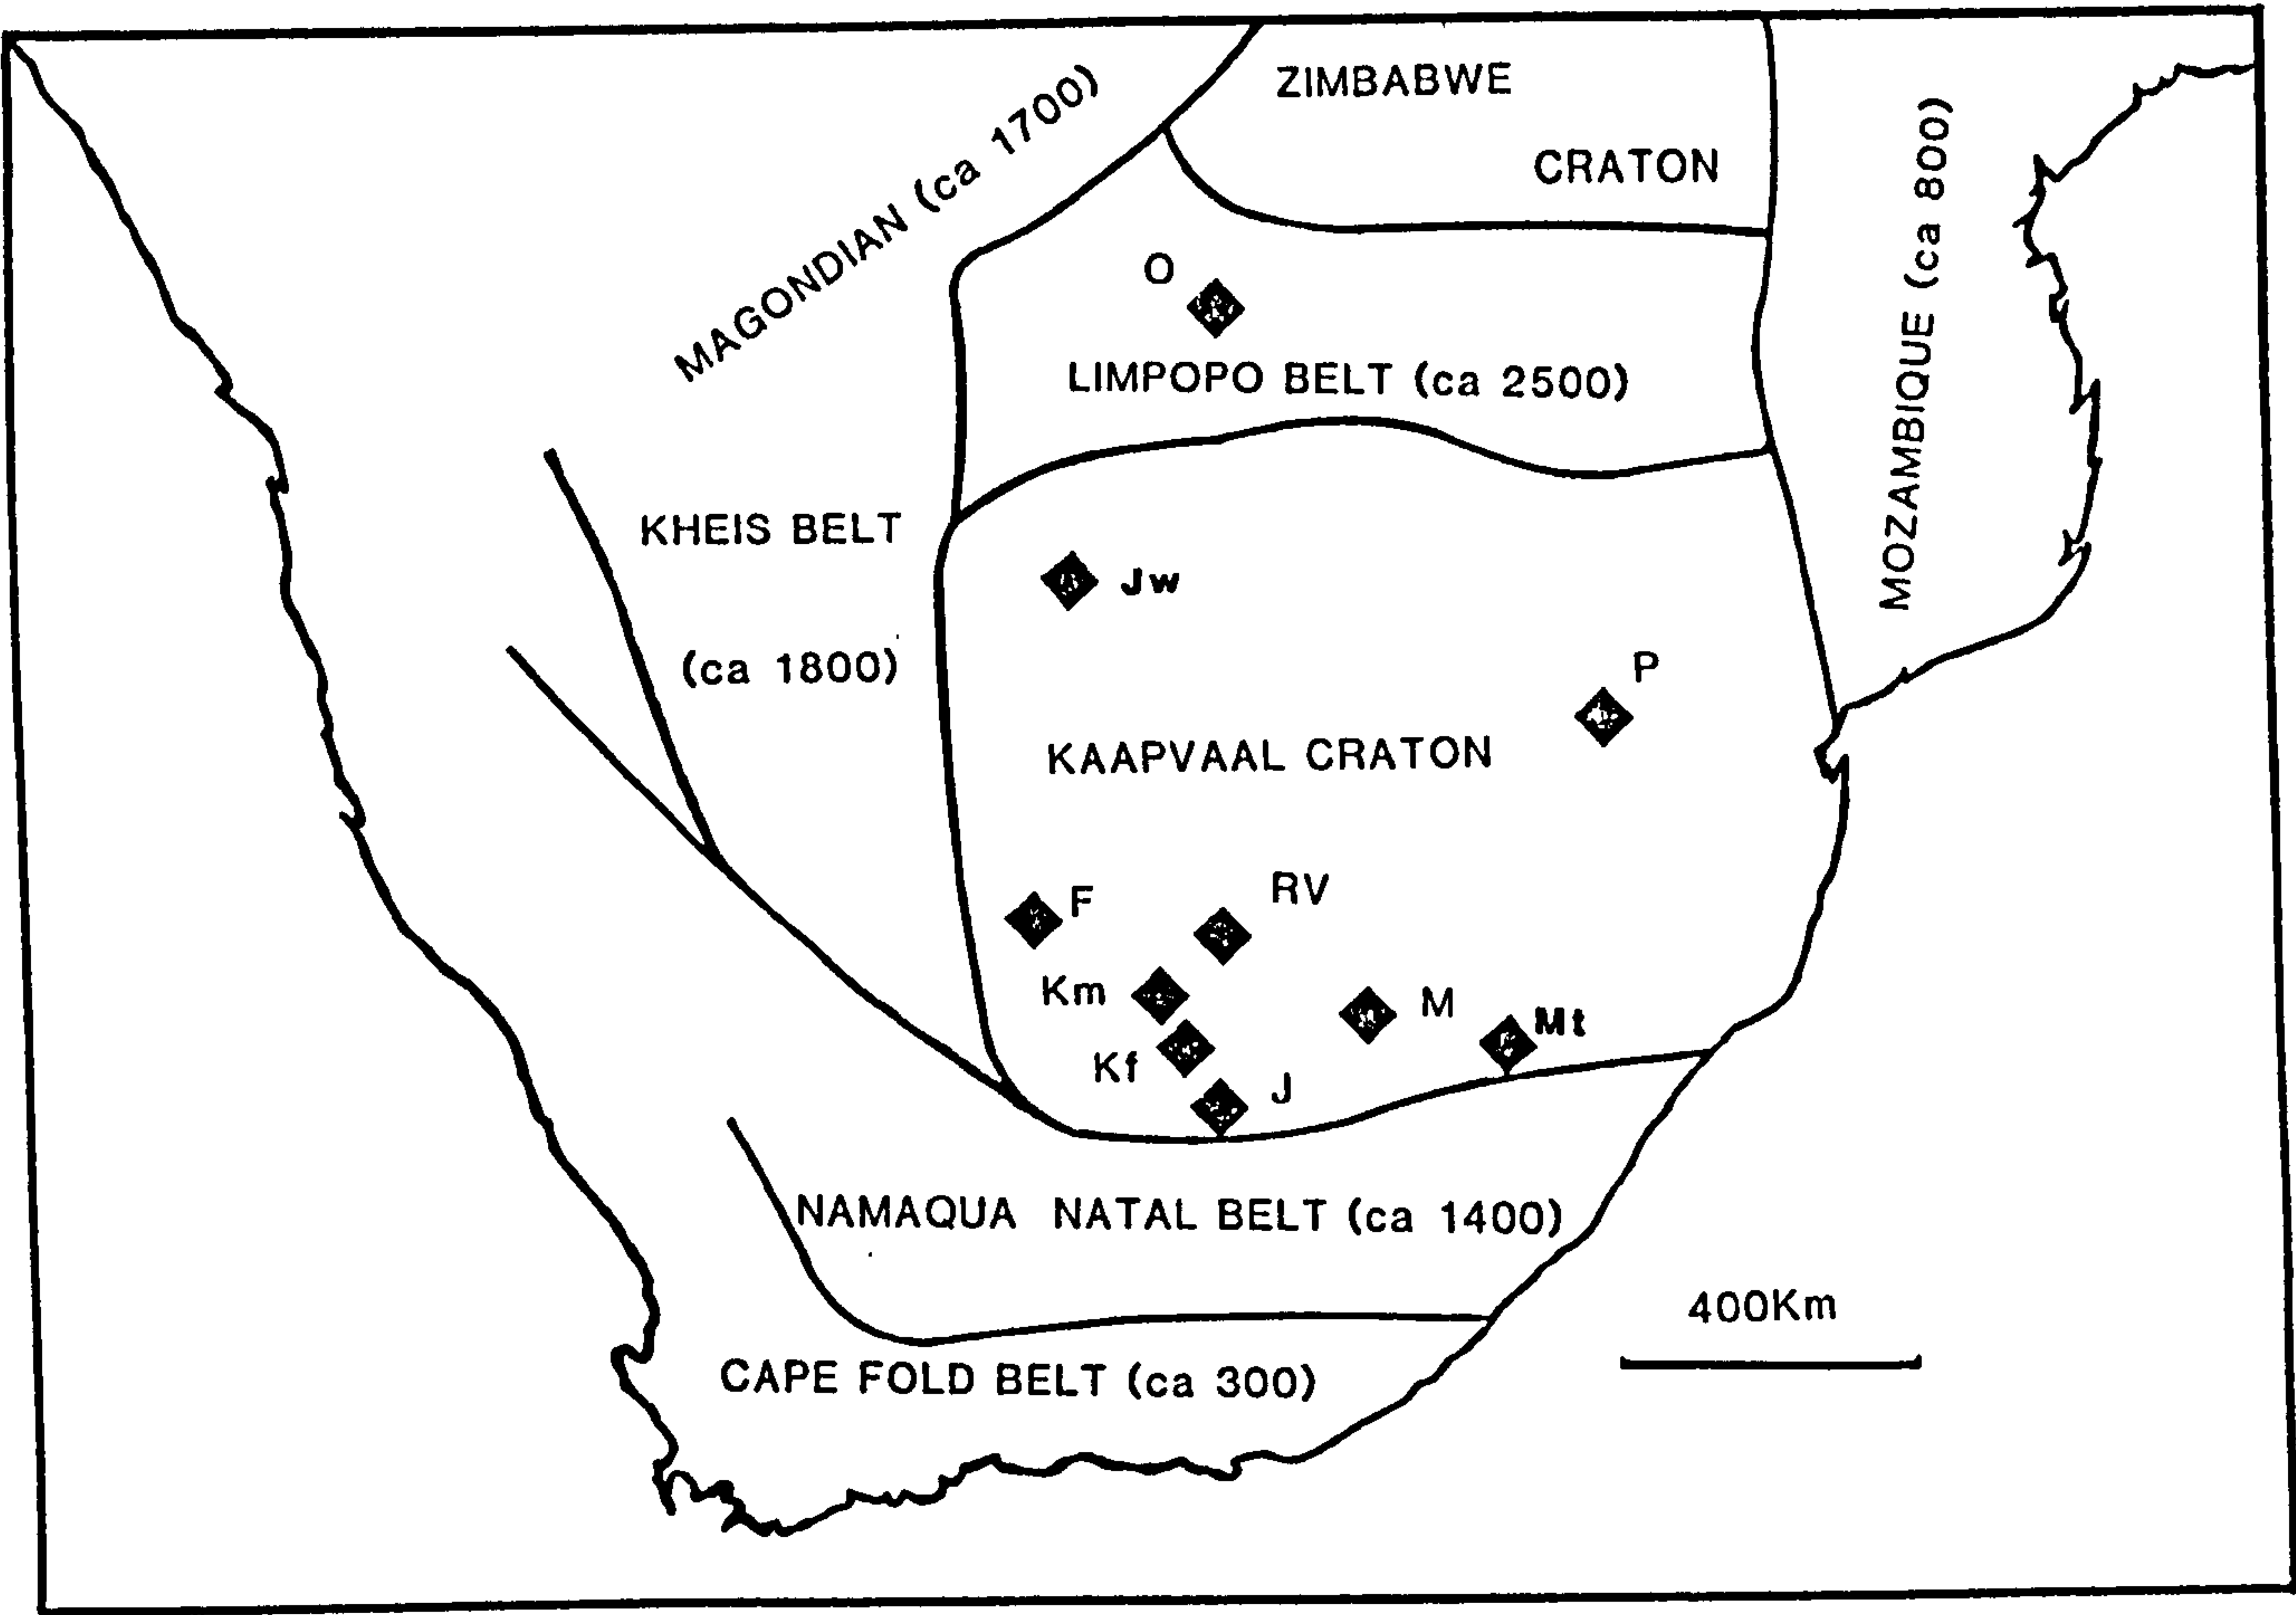 ZIMBABWE
CRATON
MAGONDIAN (ca 1700)
MOZAMBIQUE (ca 800)
O
LIMPOPO BELT (ca 2500)
KHEIS BELT
(ca 1800)
Jw
P
KAAPVAAL CRATON
F
RV
Km
M
Mt
Kf
J
NAMAQUA NATAL BELT (ca 1400)
400Km
CAPE FOLD BELT (ca 300)